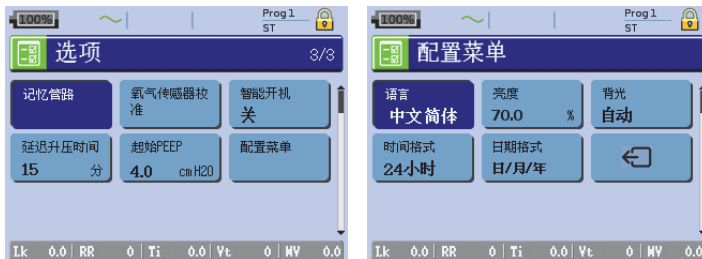 100% Prog1
ST
选项 3/3
记忆管路 氧气传感器校准 智能开机
关
延迟升压时间 起始PEEP 配置菜单
15 分 4.0 cmH2O
Lk 0.0 RR 0 Ti 0.0 Vt 0 MV 0.0
100% Prog1
ST
配置菜单
语言 亮度 背光
中文简体 70.0 % 自动
时间格式 日期格式
24小时 日/月/年
Lk 0.0 RR 0 Ti 0.0 Vt 0 MV 0.0